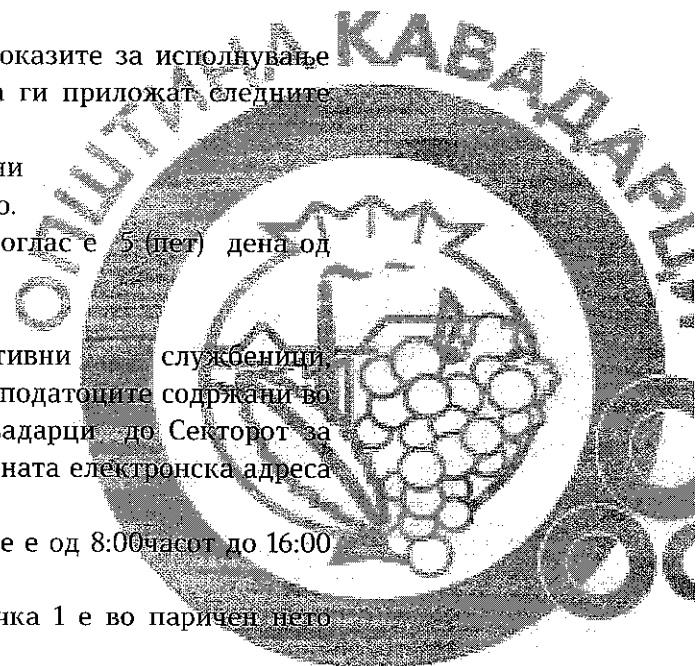 ОПШТИНА КАВАДАРЦИ
оказите за исполнување
а ги приложат следните
ни
о.
оглас е 5 (пет) дена од
тивни службеници,
податоците содржани во
вадарци до Секторот за
ната електронска адреса
е е од 8:00часот до 16:00
чка 1 е во паричен нето